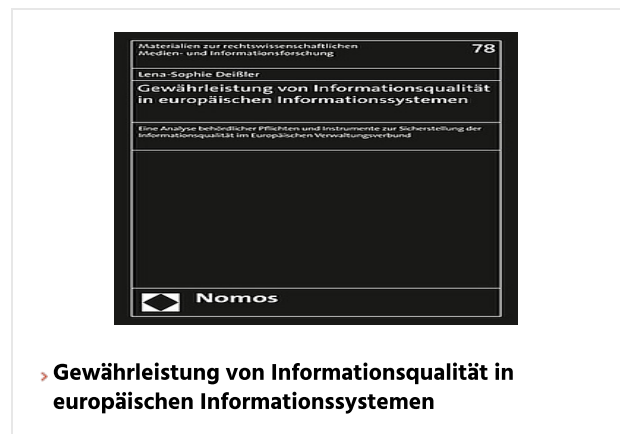 Materialien zur rechtswissenschaftlichen
Medien- und Informationsforschung
78
Lena-Sophie Deißler
Gewährleistung von Informationsqualität
in europäischen Informationssystemen
Eine Analyse behördlicher Pflichten und Instrumente zur Sicherstellung der
Informationsqualität im Europäischen Verwaltungsverbund
Nomos
Gewährleistung von Informationsqualität in
europäischen Informationssystemen